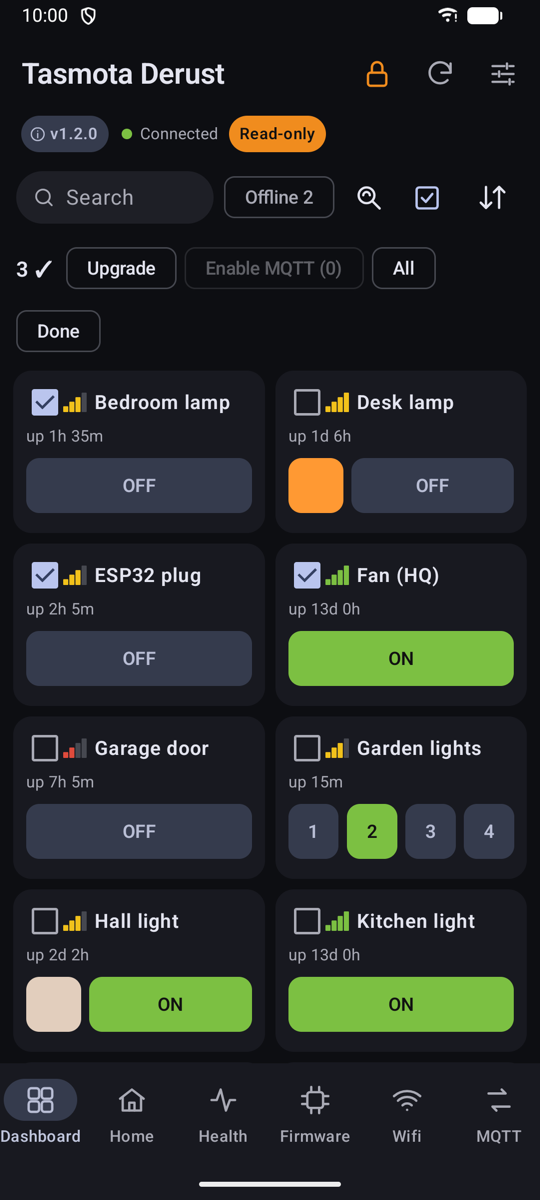 10:00
Tasmota Derust
v1.2.0 Connected Read-only
Search Offline 2
3 ✓ Upgrade Enable MQTT (0) All
Done
Bedroom lamp Desk lamp
up 1h 35m up 1d 6h
OFF OFF
ESP32 plug Fan (HQ)
up 2h 5m up 13d 0h
OFF ON
Garage door Garden lights
up 7h 5m up 15m
OFF 1 2 3 4
Hall light Kitchen light
up 2d 2h up 13d 0h
ON ON
Dashboard Home Health Firmware Wifi MQTT